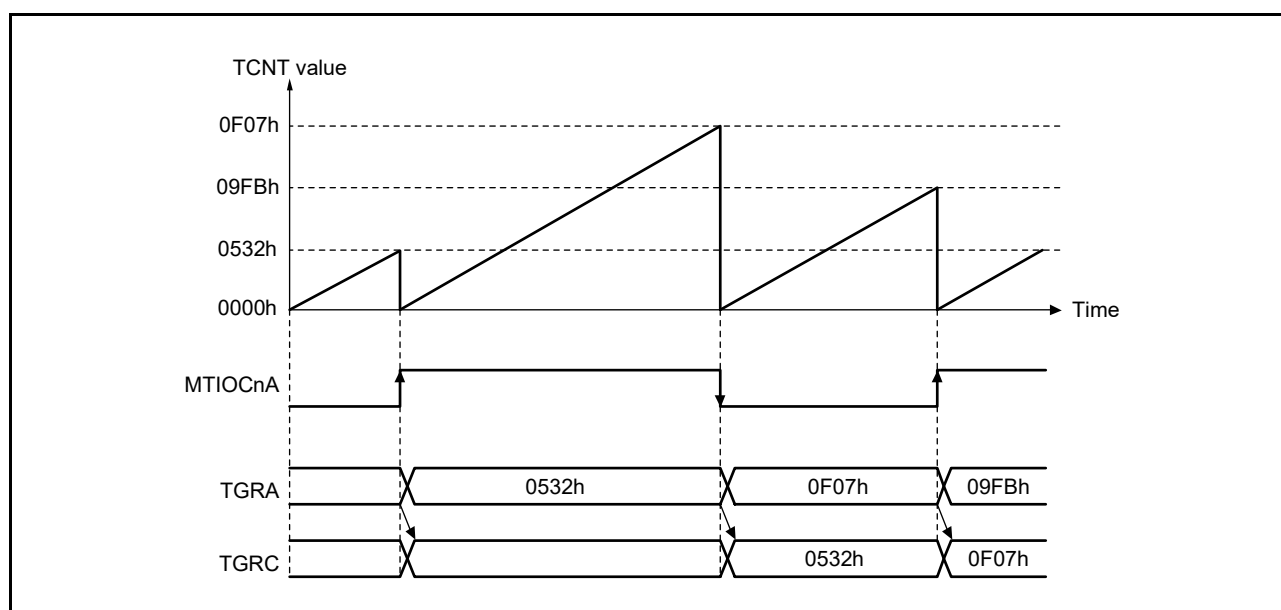 TCNT value
0F07h
09FBh
0532h
0000h
Time
MTIOCnA
TGRA 0532h 0F07h 09FBh
TGRC 0532h 0F07h